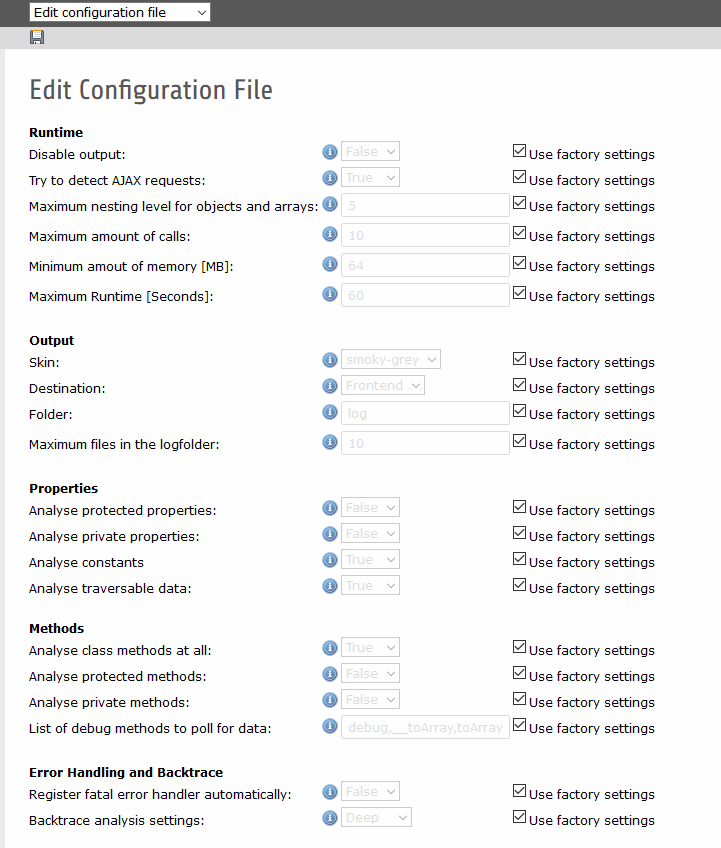 Edit configuration file
Edit Configuration File
Runtime
Disable output: False Use factory settings
Try to detect AJAX requests: True Use factory settings
Maximum nesting level for objects and arrays: 5 Use factory settings
Maximum amount of calls: 10 Use factory settings
Minimum amout of memory [MB]: 64 Use factory settings
Maximum Runtime [Seconds]: 60 Use factory settings
Output
Skin: smoky-grey Use factory settings
Destination: Frontend Use factory settings
Folder: log Use factory settings
Maximum files in the logfolder: 10 Use factory settings
Properties
Analyse protected properties: False Use factory settings
Analyse private properties: False Use factory settings
Analyse constants True Use factory settings
Analyse traversable data: True Use factory settings
Methods
Analyse class methods at all: True Use factory settings
Analyse protected methods: False Use factory settings
Analyse private methods: False Use factory settings
List of debug methods to poll for data: debug,__toArray,toArray Use factory settings
Error Handling and Backtrace
Register fatal error handler automatically: False Use factory settings
Backtrace analysis settings: Deep Use factory settings